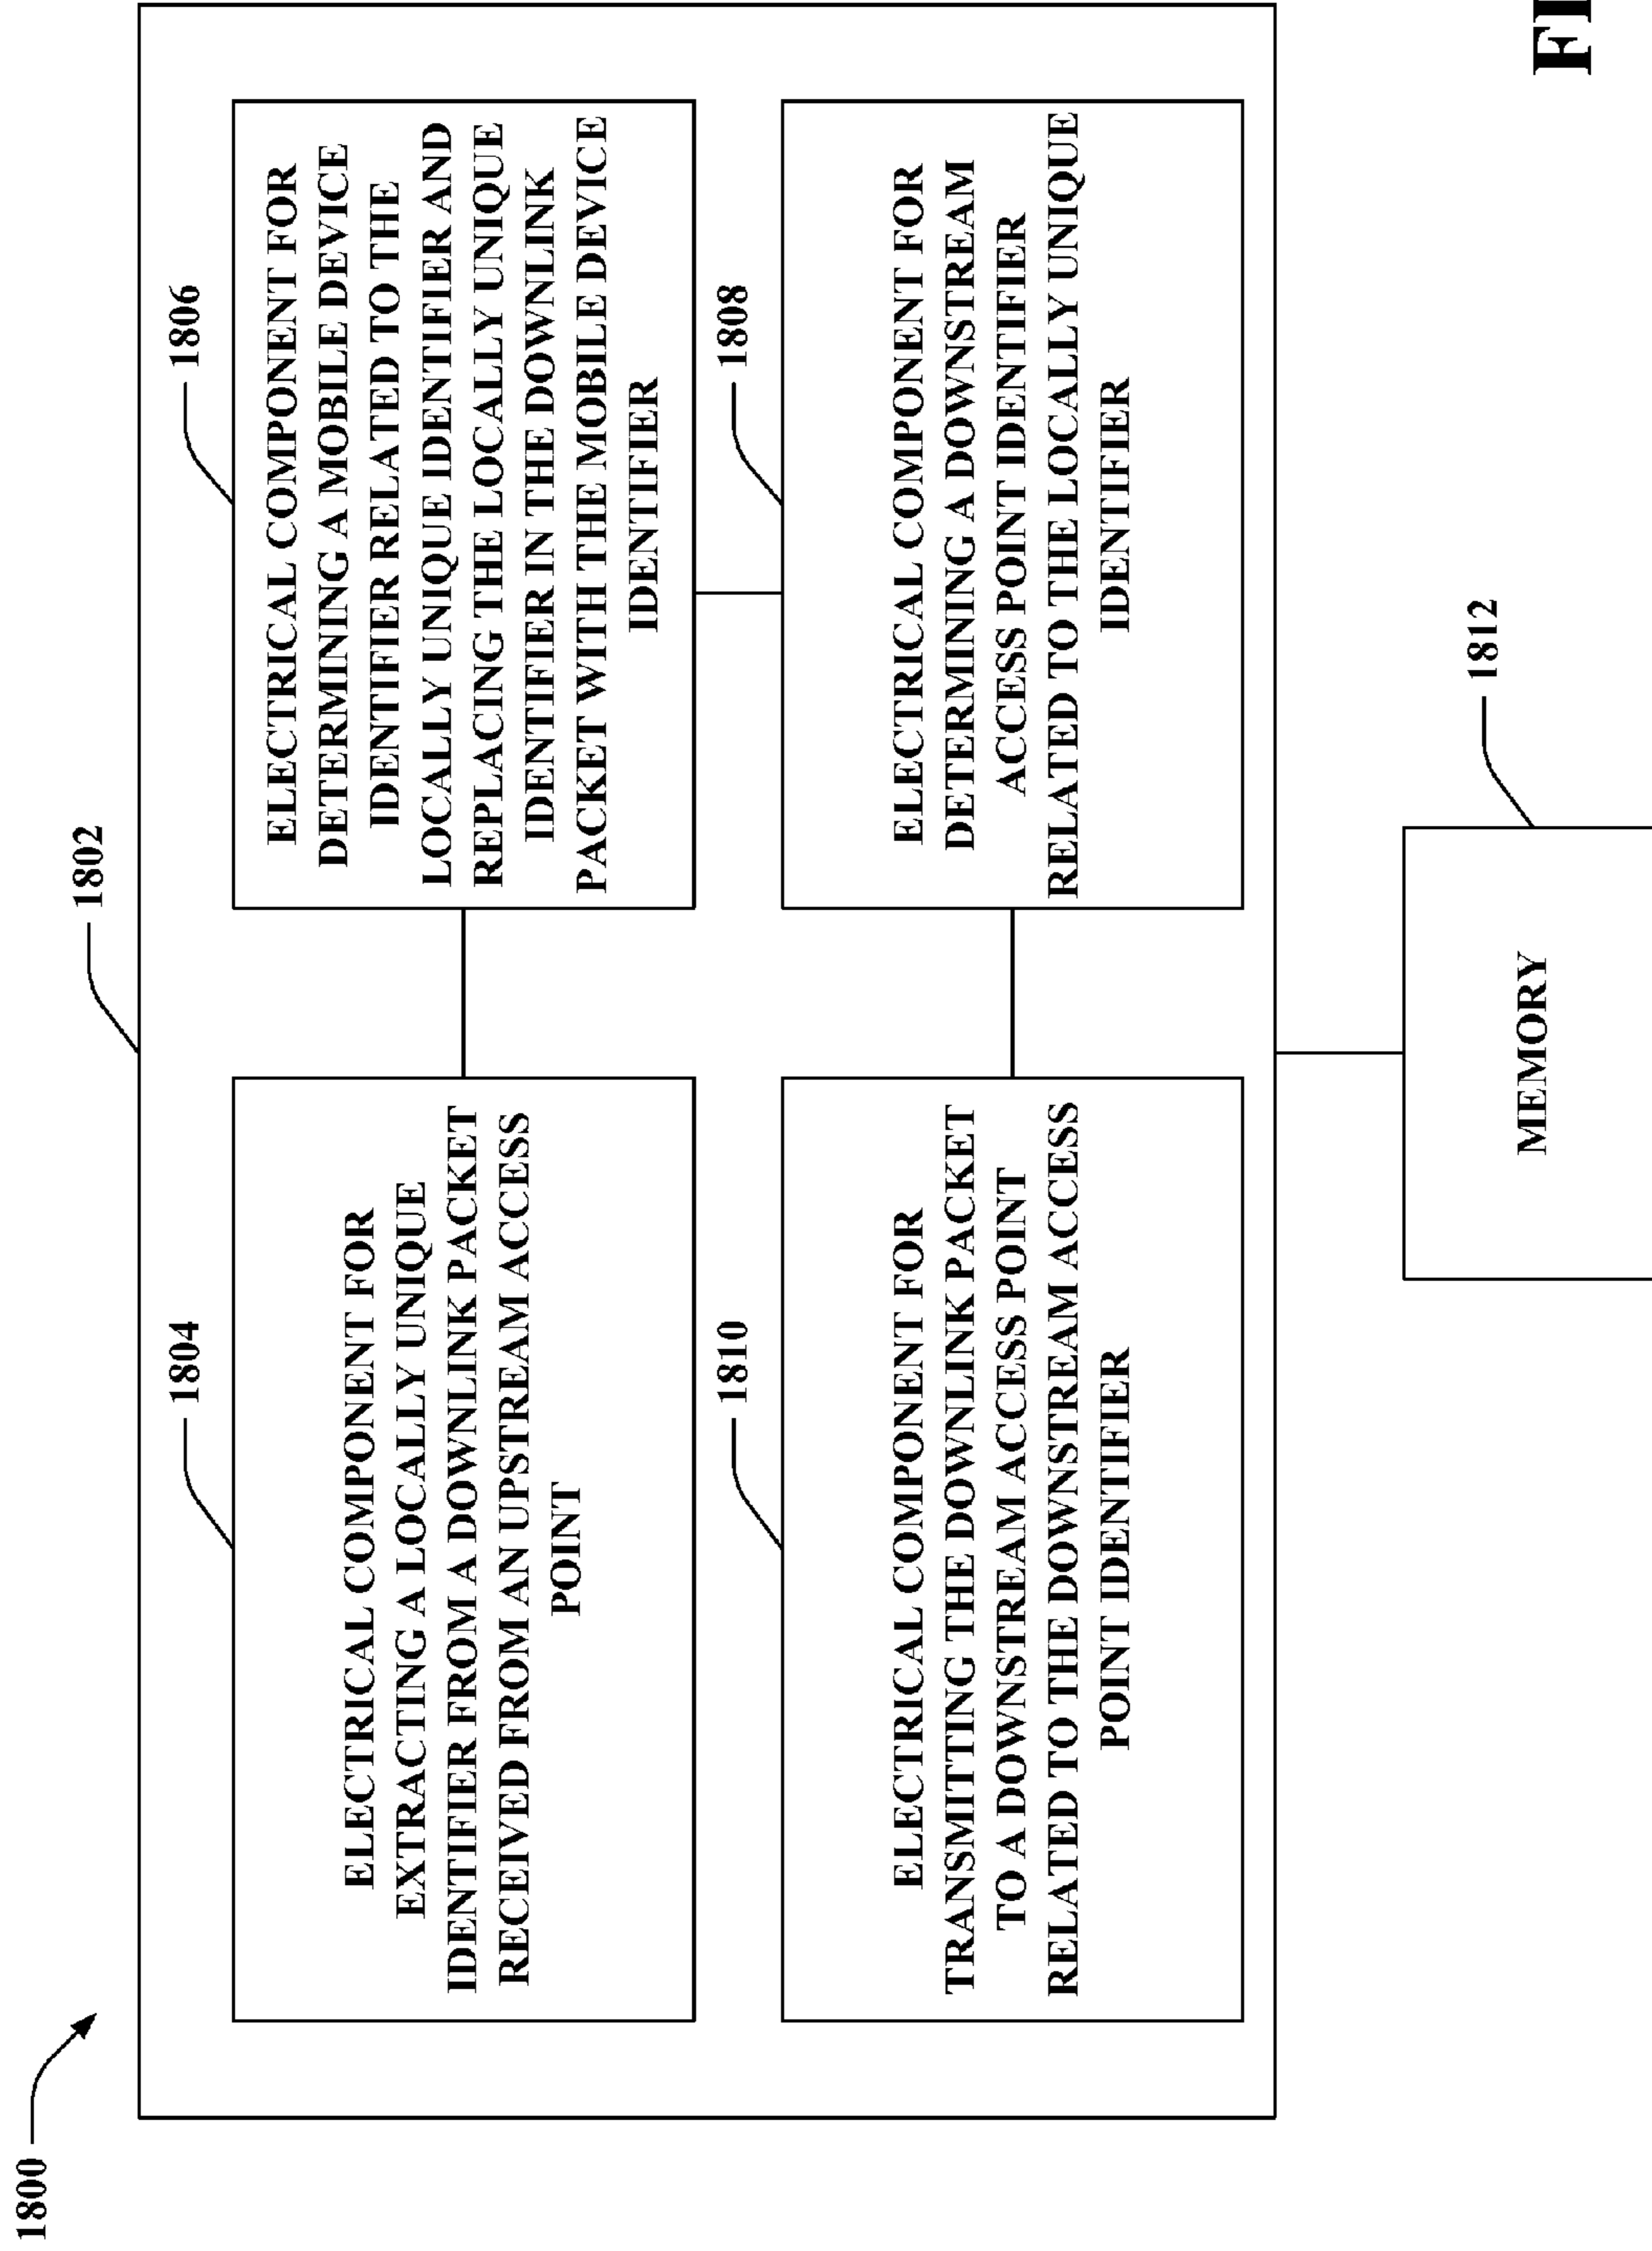 1800
1802
1804
ELECTRICAL COMPONENT FOR
EXTRACTING A LOCALLY UNIQUE
IDENTIFIER FROM A DOWNLINK PACKET
RECEIVED FROM AN UPSTREAM ACCESS
POINT
1806
ELECTRICAL COMPONENT FOR
DETERMINING A MOBILE DEVICE
IDENTIFIER RELATED TO THE
LOCALLY UNIQUE IDENTIFIER AND
REPLACING THE LOCALLY UNIQUE
IDENTIFIER IN THE DOWNLINK
PACKET WITH THE MOBILE DEVICE
IDENTIFIER
1810
ELECTRICAL COMPONENT FOR
TRANSMITTING THE DOWNLINK PACKET
TO A DOWNSTREAM ACCESS POINT
RELATED TO THE DOWNSTREAM ACCESS
POINT IDENTIFIER
1808
ELECTRICAL COMPONENT FOR
DETERMINING A DOWNSTREAM
ACCESS POINT IDENTIFIER
RELATED TO THE LOCALLY UNIQUE
IDENTIFIER
1812
MEMORY